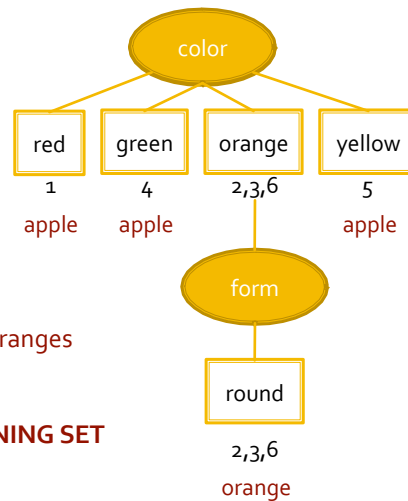 color
red green orange yellow
1 4 2,3,6 5
apple apple apple
form
ranges
round
NING SET
2,3,6
orange